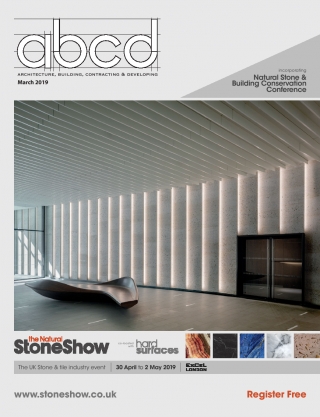 abcd
ARCHITECTURE, BUILDING, CONTRACTING & DEVELOPING
March 2019
incorporating
Natural Stone &
Building Conservation
Conference
the Natural
StoneShow
hard
surfaces
The UK Stone & tile industry event
30 April to 2 May 2019
ExCeL
LONDON
www.stoneshow.co.uk
Register Free